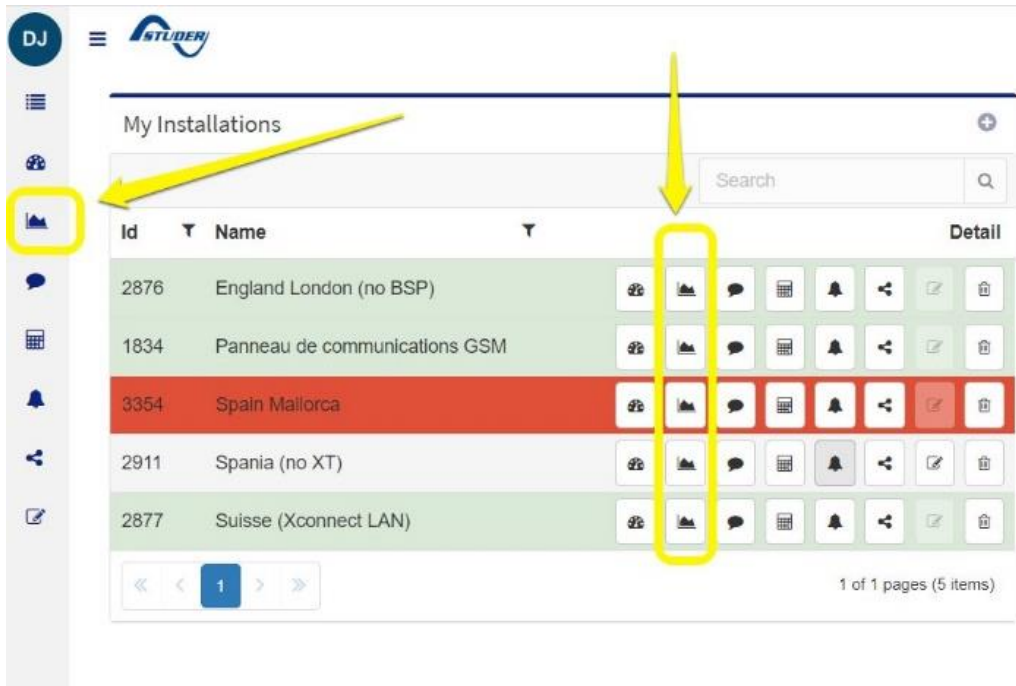 DJ
STUDER
My Installations
Search
Id Name Detail
2876 England London (no BSP)
1834 Panneau de communications GSM
3354 Spain Mallorca
2911 Spania (no XT)
2877 Suisse (Xconnect LAN)
« < 1 > » 1 of 1 pages (5 items)